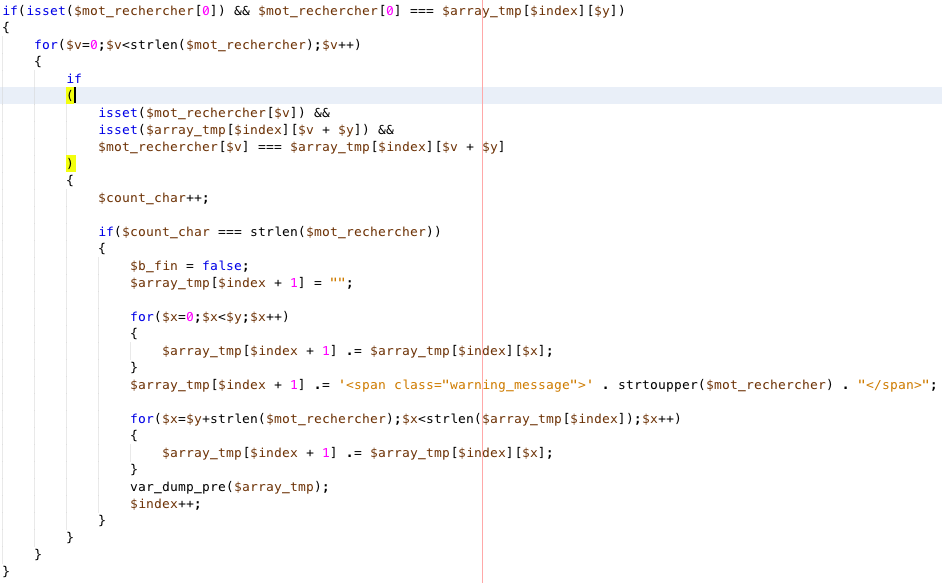 if(isset($mot_rechercher[0]) && $mot_rechercher[0] === $array_tmp[$index][$y])
{
    for($v=0;$v<strlen($mot_rechercher);$v++)
    {
        if
        (
            isset($mot_rechercher[$v]) &&
            isset($array_tmp[$index][$v + $y]) &&
            $mot_rechercher[$v] === $array_tmp[$index][$v + $y]
        )
        {
            $count_char++;

            if($count_char === strlen($mot_rechercher))
            {
                $b_fin = false;
                $array_tmp[$index + 1] = "";

                for($x=0;$x<$y;$x++)
                {
                    $array_tmp[$index + 1] .= $array_tmp[$index][$x];
                }
                $array_tmp[$index + 1] .= '<span class="warning_message">' . strtoupper($mot_rechercher) . "</span>";

                for($x=$y+strlen($mot_rechercher);$x<strlen($array_tmp[$index]);$x++)
                {
                    $array_tmp[$index + 1] .= $array_tmp[$index][$x];
                }
                var_dump_pre($array_tmp);
                $index++;
            }
        }
    }
}